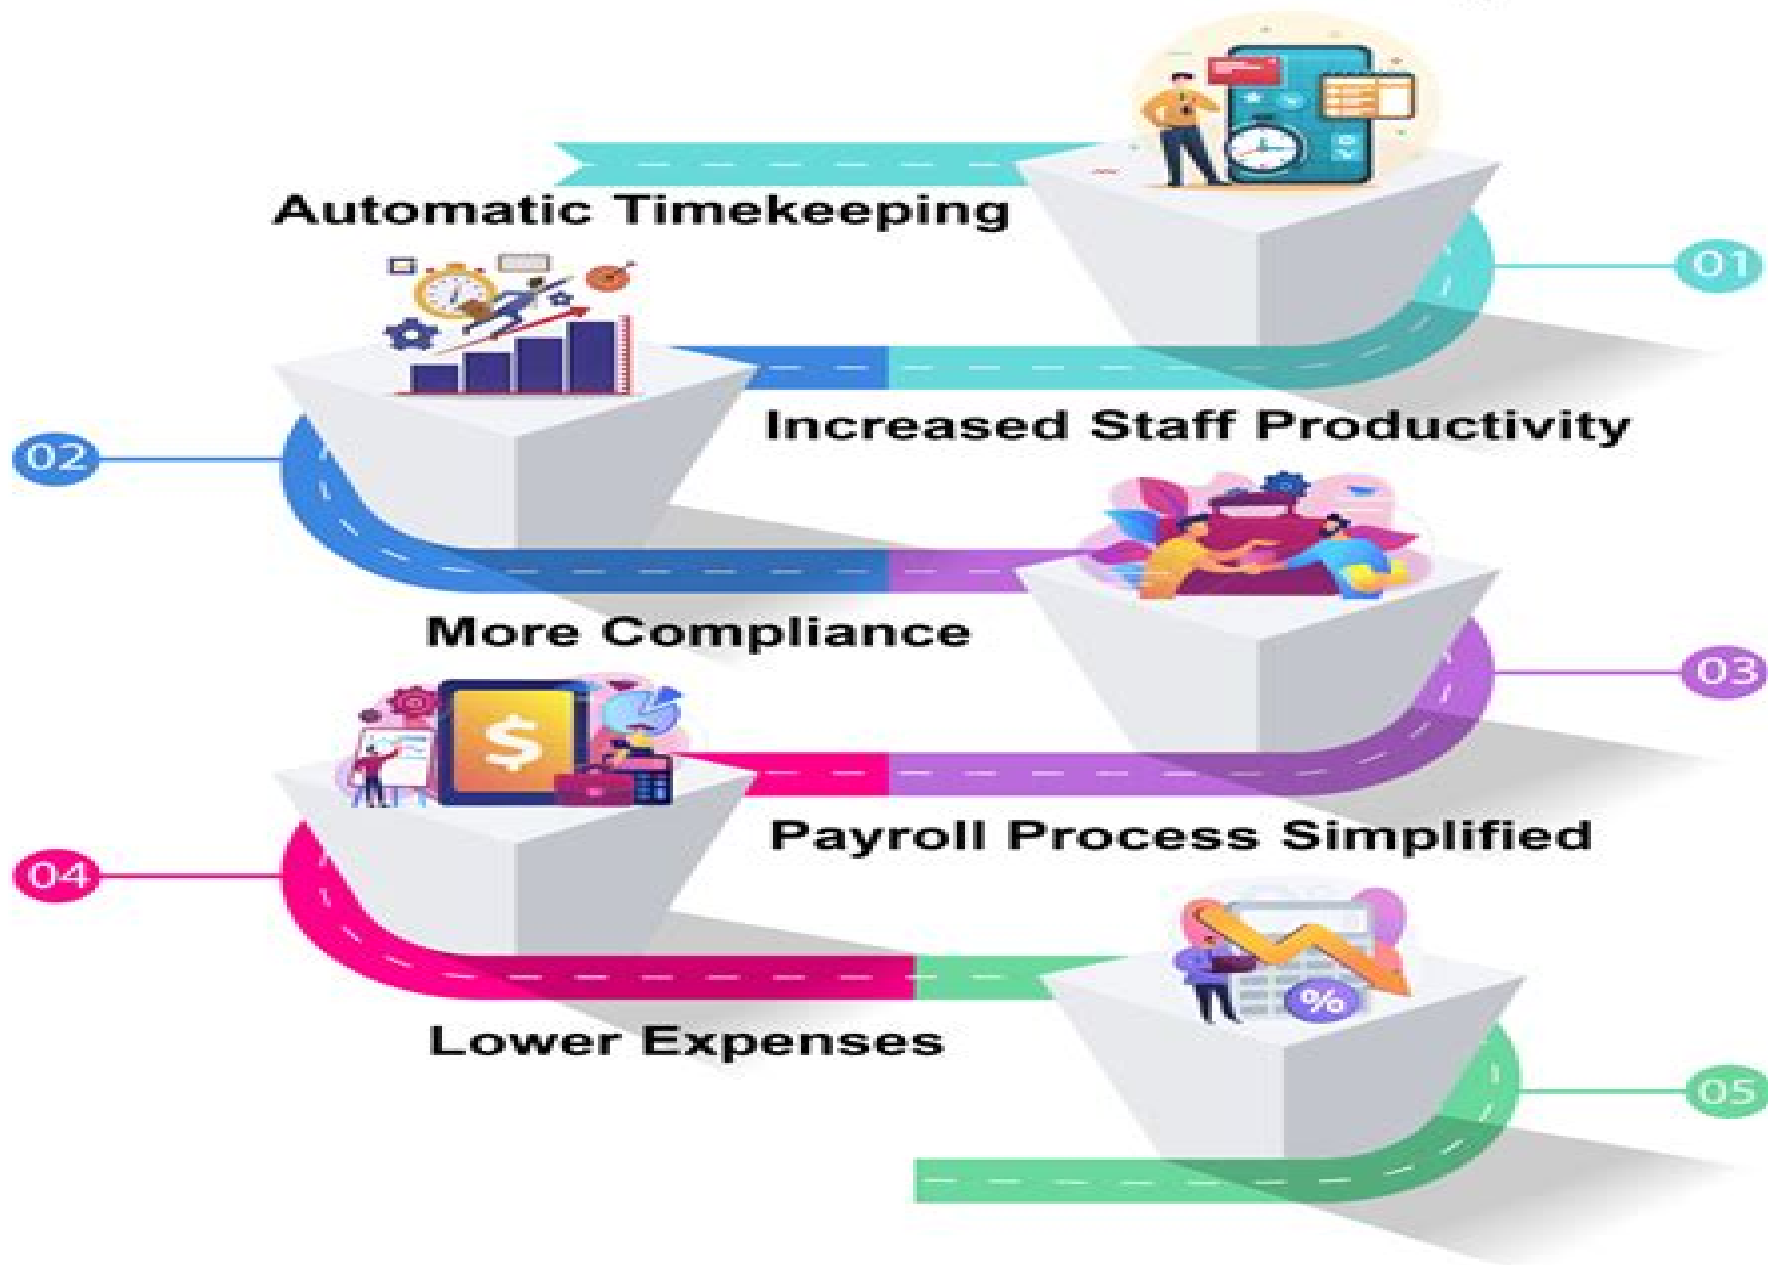 Automatic Timekeeping
01
Increased Staff Productivity
02
More Compliance
03
$
Payroll Process Simplified
04
%
Lower Expenses
05